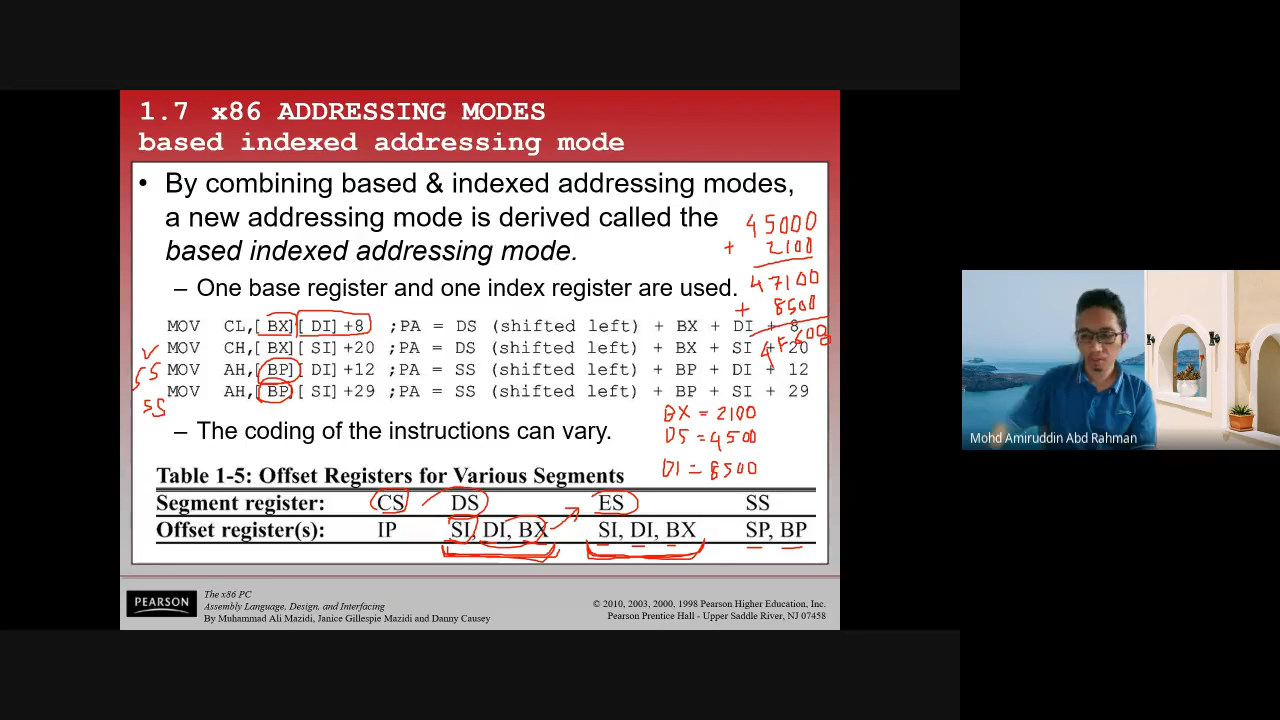 1.7 x86 ADDRESSING MODES
based indexed addressing mode
• By combining based & indexed addressing modes,
a new addressing mode is derived called the
based indexed addressing mode.
– One base register and one index register are used.
45000
+ 2100
47100
+ 8500
4F608
MOV CL,[BX][DI]+8 ;PA = DS (shifted left) + BX + DI + 8
MOV CH,[BX][SI]+20 ;PA = DS (shifted left) + BX + SI + 20
SS MOV AH,[BP][DI]+12 ;PA = SS (shifted left) + BP + DI + 12
SS MOV AH,[BP][SI]+29 ;PA = SS (shifted left) + BP + SI + 29
BX = 2100
DS = 4500
DI = 8500
– The coding of the instructions can vary.
Table 1-5: Offset Registers for Various Segments
Segment register: CS DS ES SS
Offset register(s): IP SI, DI, BX SI, DI, BX SP, BP
PEARSON
The x86 PC
Assembly Language, Design, and Interfacing
By Muhammad Ali Mazidi, Janice Gillespie Mazidi and Danny Causey
© 2010, 2003, 2000, 1998 Pearson Higher Education, Inc.
Pearson Prentice Hall - Upper Saddle River, NJ 07458
Mohd Amiruddin Abd Rahman